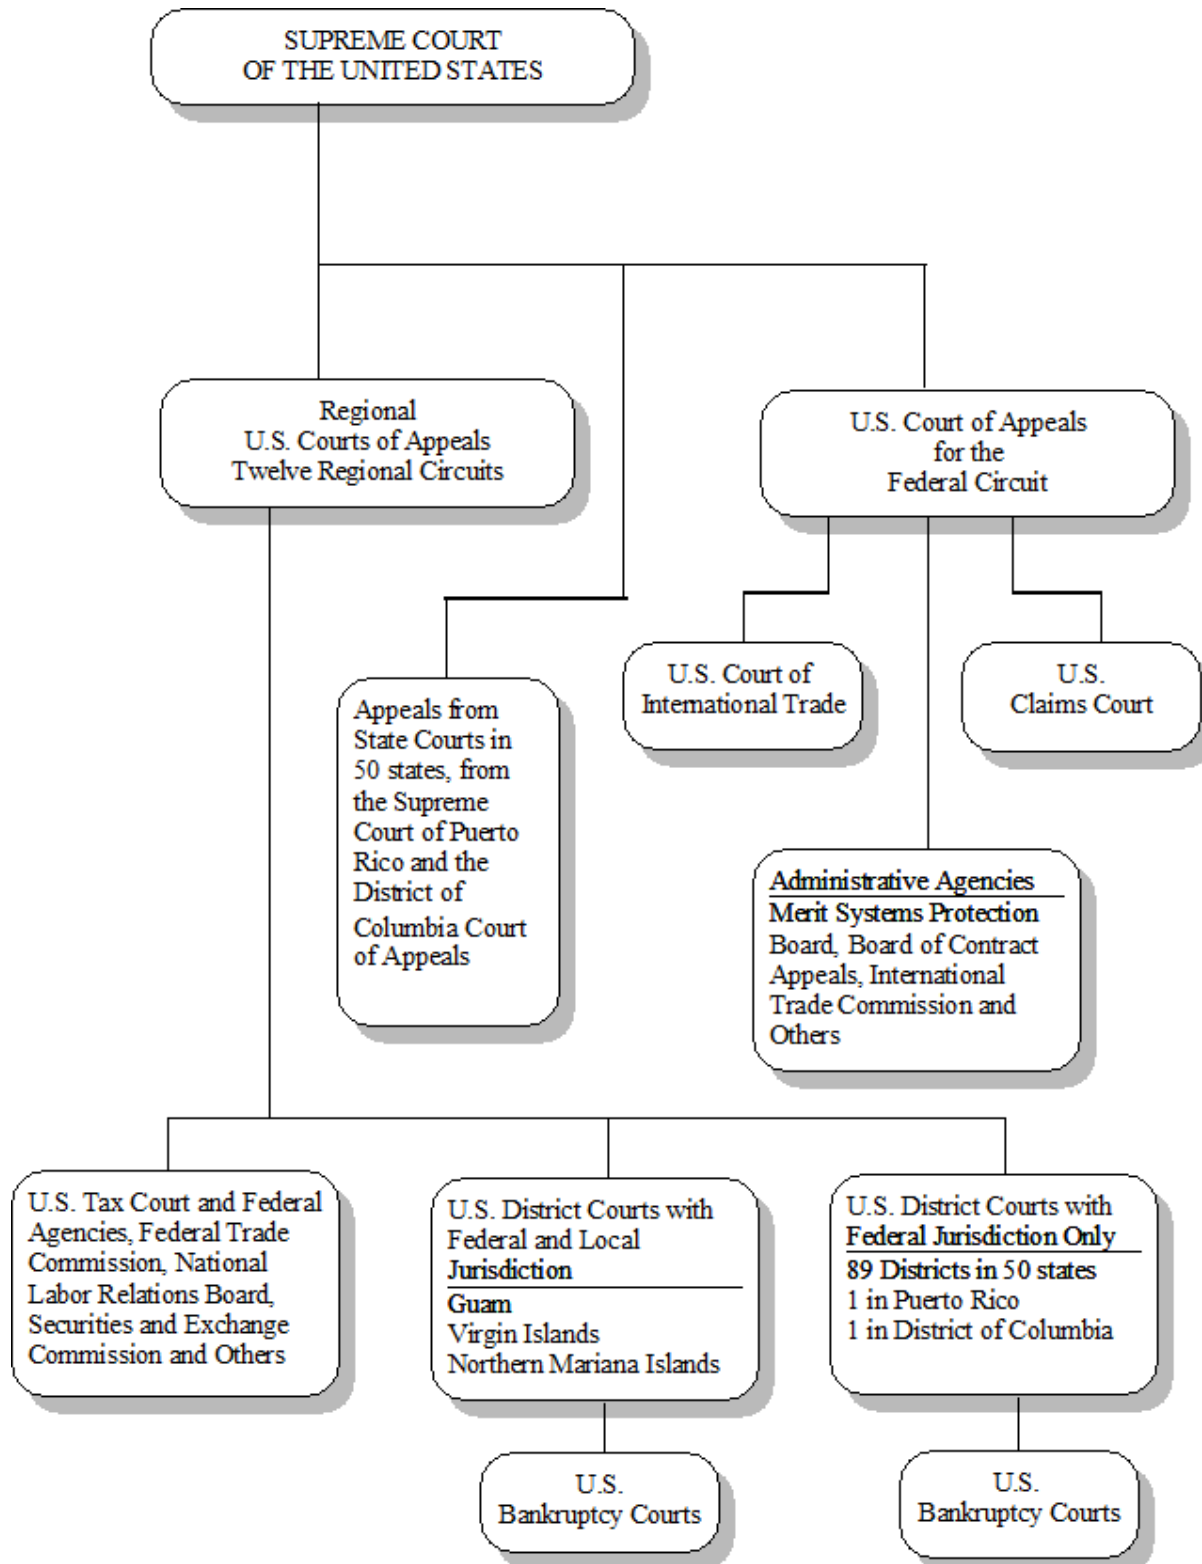 SUPREME COURT
OF THE UNITED STATES
Regional
U.S. Courts of Appeals
Twelve Regional Circuits
U.S. Court of Appeals
for the
Federal Circuit
Appeals from
State Courts in
50 states, from
the Supreme
Court of Puerto
Rico and the
District of
Columbia Court
of Appeals
U.S. Court of
International Trade
U.S.
Claims Court
Administrative Agencies
Merit Systems Protection
Board, Board of Contract
Appeals, International
Trade Commission and
Others
U.S. Tax Court and Federal
Agencies, Federal Trade
Commission, National
Labor Relations Board,
Securities and Exchange
Commission and Others
U.S. District Courts with
Federal and Local
Jurisdiction
Guam
Virgin Islands
Northern Mariana Islands
U.S. District Courts with
Federal Jurisdiction Only
89 Districts in 50 states
1 in Puerto Rico
1 in District of Columbia
U.S.
Bankruptcy Courts
U.S.
Bankruptcy Courts